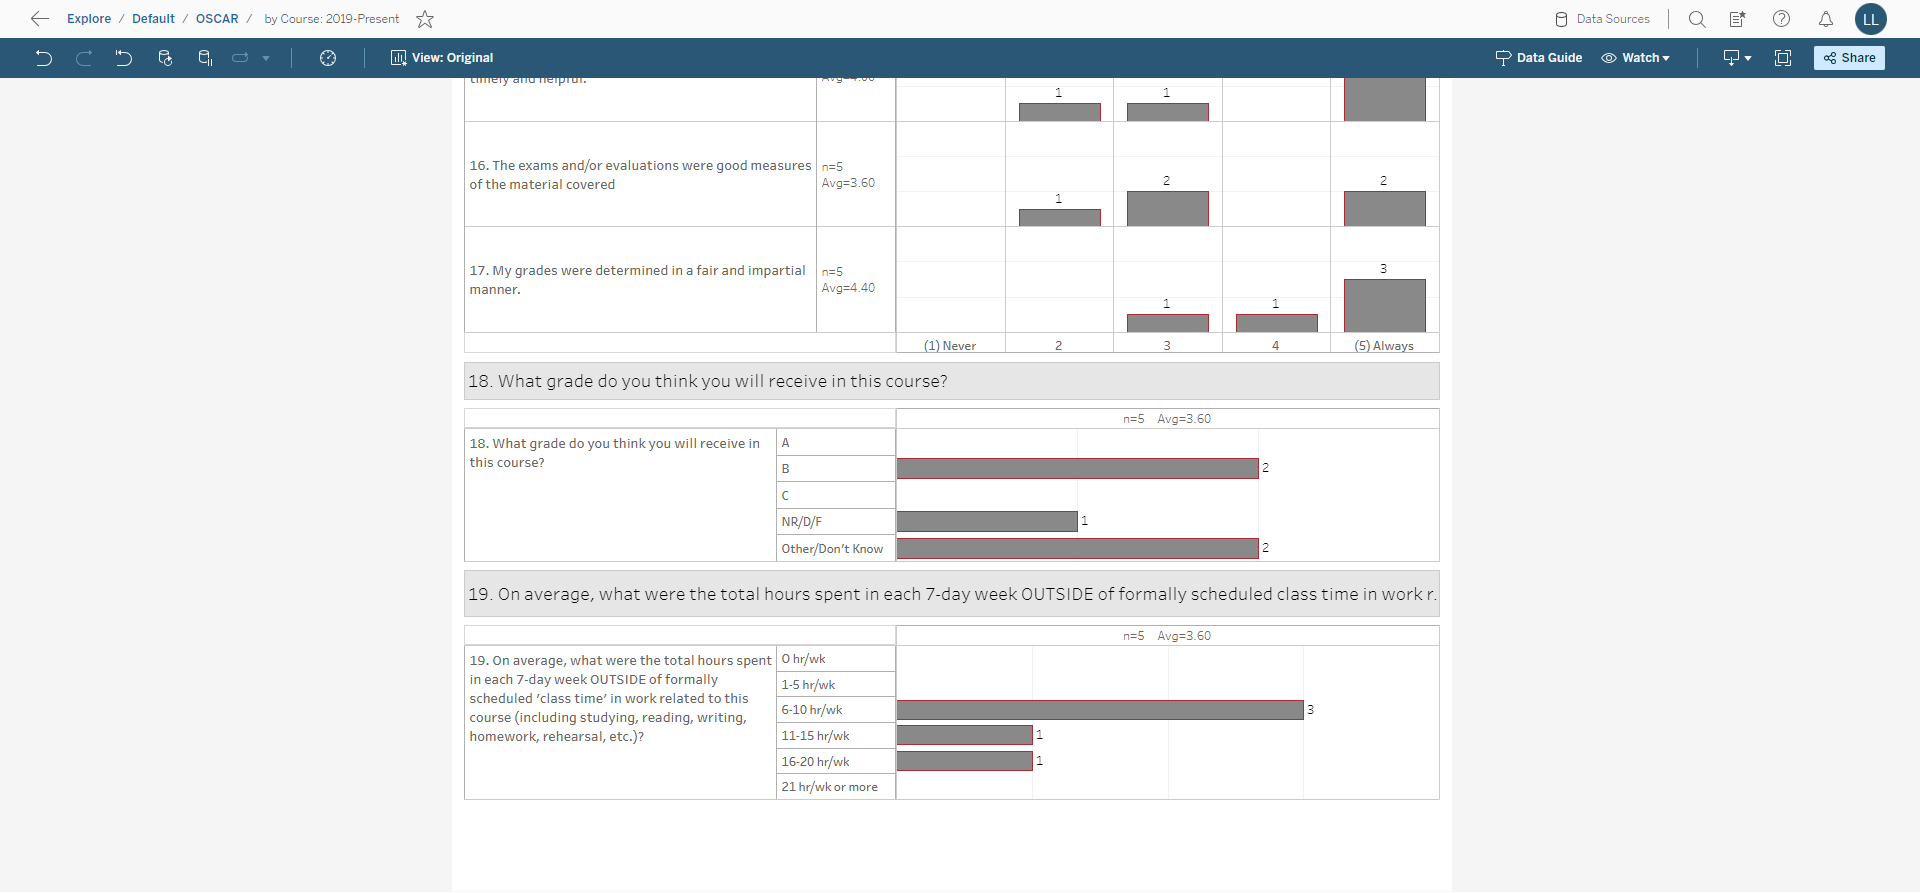 Explore / Default / OSCAR / by Course: 2019-Present
Data Sources
LL
View: Original
Data Guide
Watch
Share
timely and helpful.
Avg=4.00
1
1
16. The exams and/or evaluations were good measures
of the material covered
n=5
Avg=3.60
1
2
2
17. My grades were determined in a fair and impartial
manner.
n=5
Avg=4.40
1
1
3
(1) Never
2
3
4
(5) Always
18. What grade do you think you will receive in this course?
n=5 Avg=3.60
18. What grade do you think you will receive in
this course?
A
B
2
C
NR/D/F
1
Other/Don't Know
2
19. On average, what were the total hours spent in each 7-day week OUTSIDE of formally scheduled class time in work r.
n=5 Avg=3.60
19. On average, what were the total hours spent
in each 7-day week OUTSIDE of formally
scheduled 'class time' in work related to this
course (including studying, reading, writing,
homework, rehearsal, etc.)?
0 hr/wk
1-5 hr/wk
6-10 hr/wk
3
11-15 hr/wk
1
16-20 hr/wk
1
21 hr/wk or more